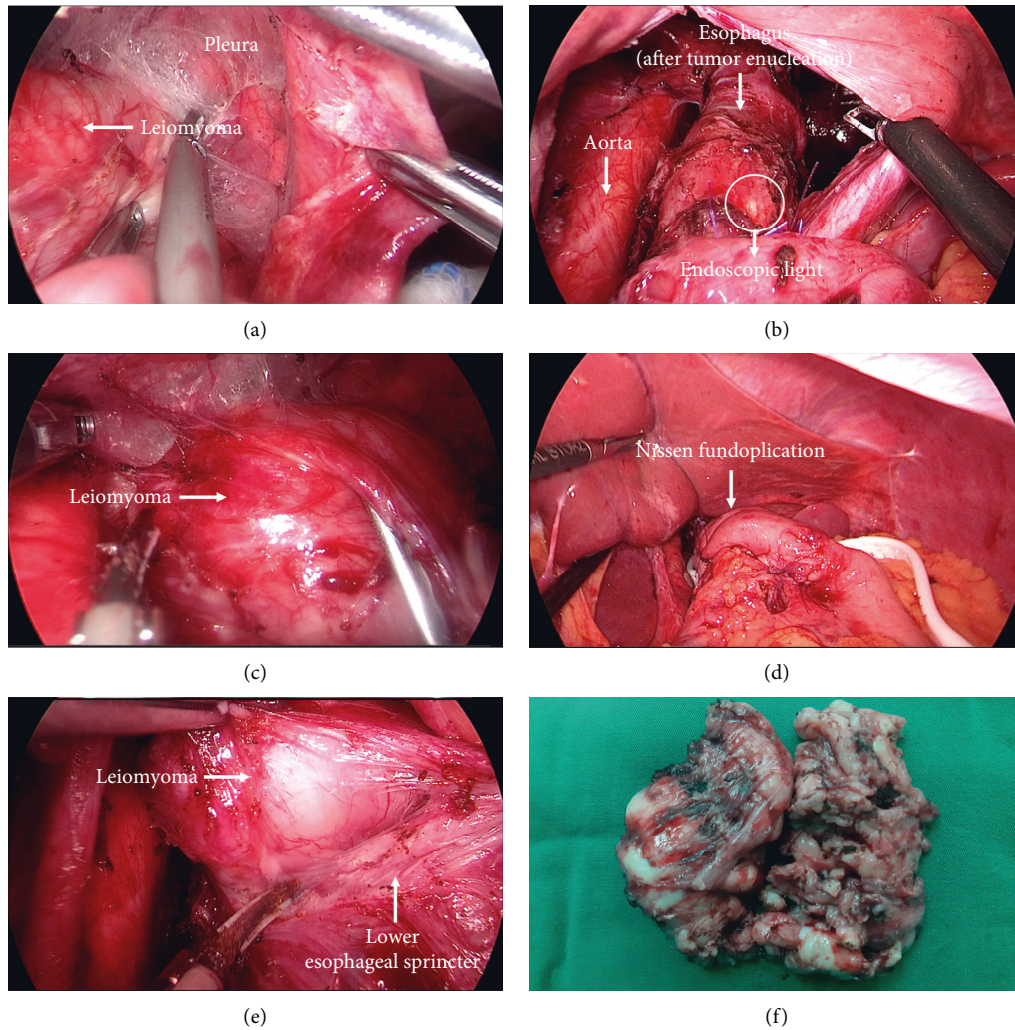 Pleura
Leiomyoma
(a)
Esophagus
(after tumor enucleation)
Aorta
Endoscopic light
(b)
Leiomyoma
(c)
Nissen fundoplication
(d)
Leiomyoma
Lower
esophageal sprincter
(e)
(f)